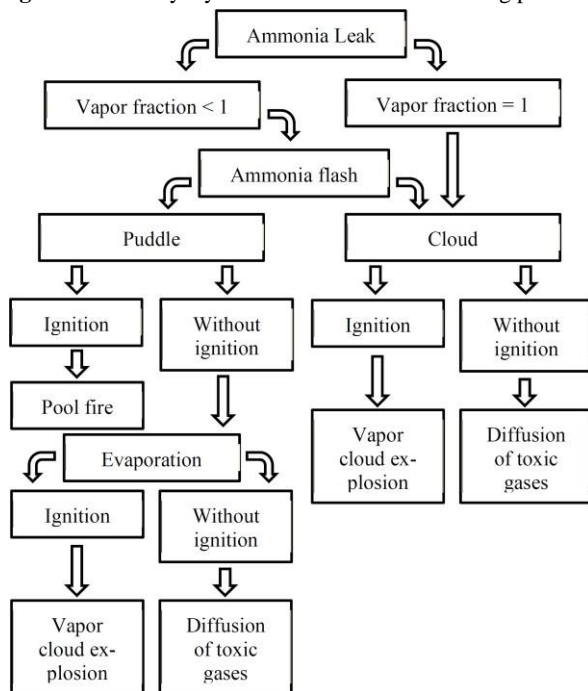 Ammonia Leak
Vapor fraction < 1
Vapor fraction = 1
Ammonia flash
Puddle
Cloud
Ignition
Without
ignition
Ignition
Without
ignition
Pool fire
Vapor
cloud ex-
plosion
Diffusion
of toxic
gases
Evaporation
Ignition
Without
ignition
Vapor
cloud ex-
plosion
Diffusion
of toxic
gases